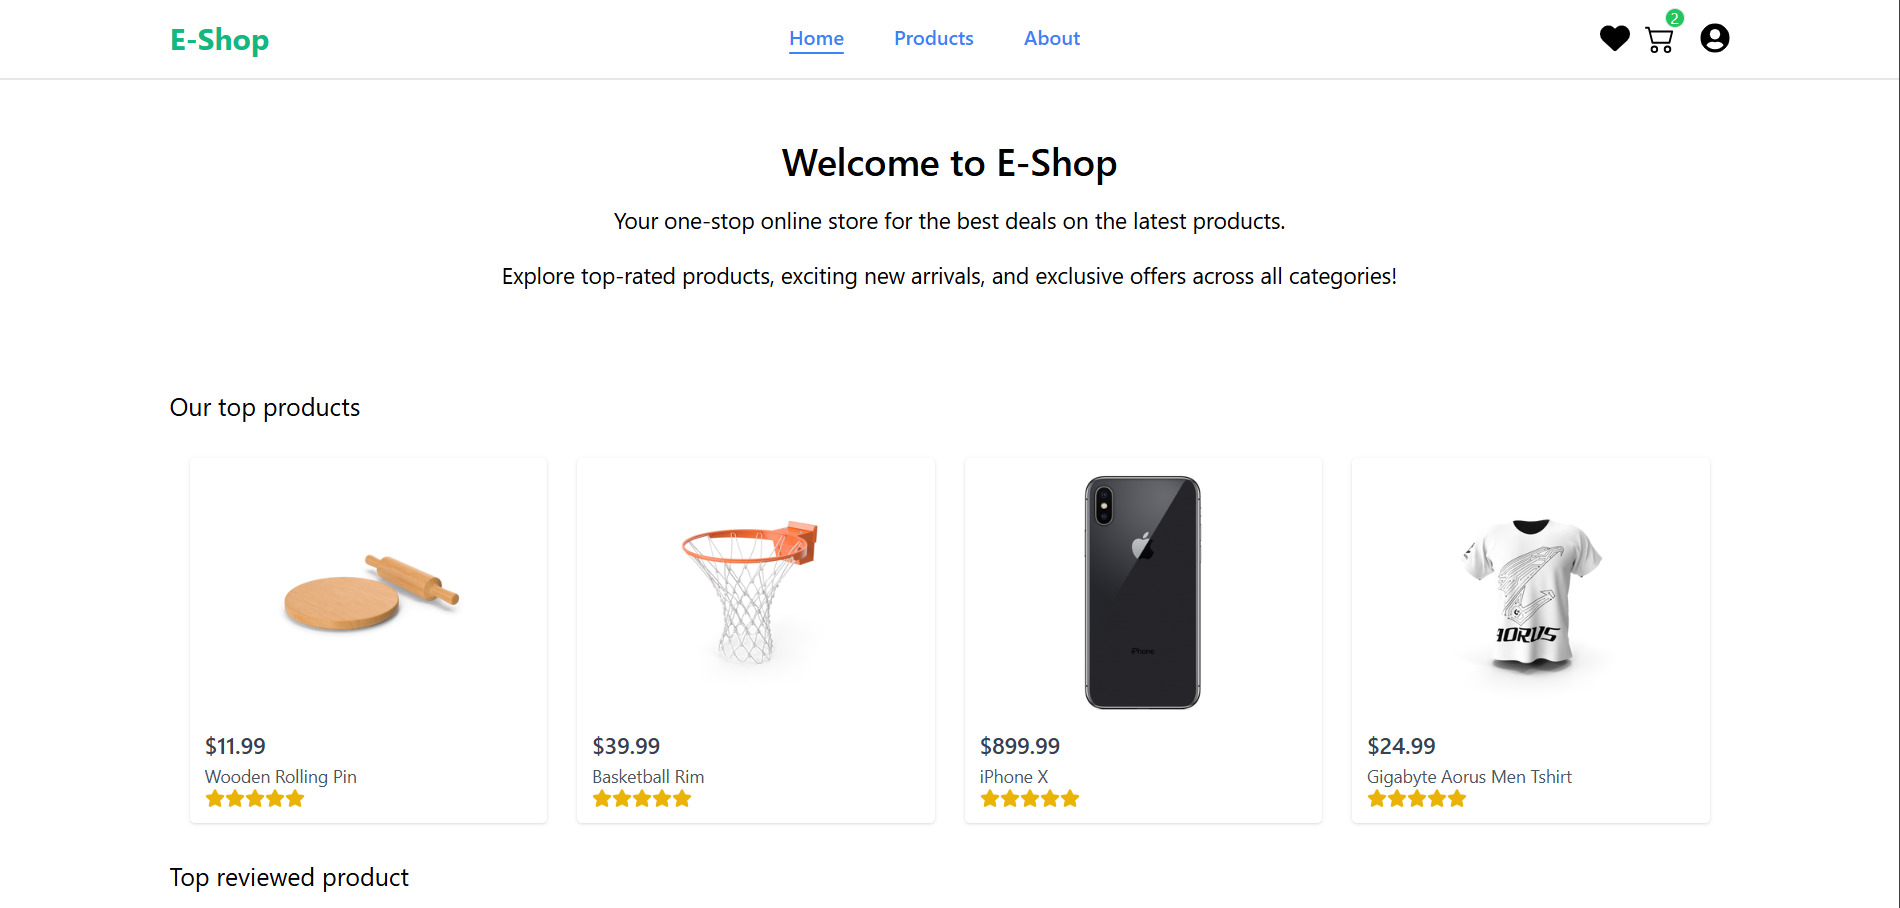 E-Shop
Home
Products
About
2
Welcome to E-Shop
Your one-stop online store for the best deals on the latest products.
Explore top-rated products, exciting new arrivals, and exclusive offers across all categories!
Our top products
iPhone
AORUS
$11.99
Wooden Rolling Pin
$39.99
Basketball Rim
$899.99
iPhone X
$24.99
Gigabyte Aorus Men Tshirt
Top reviewed product